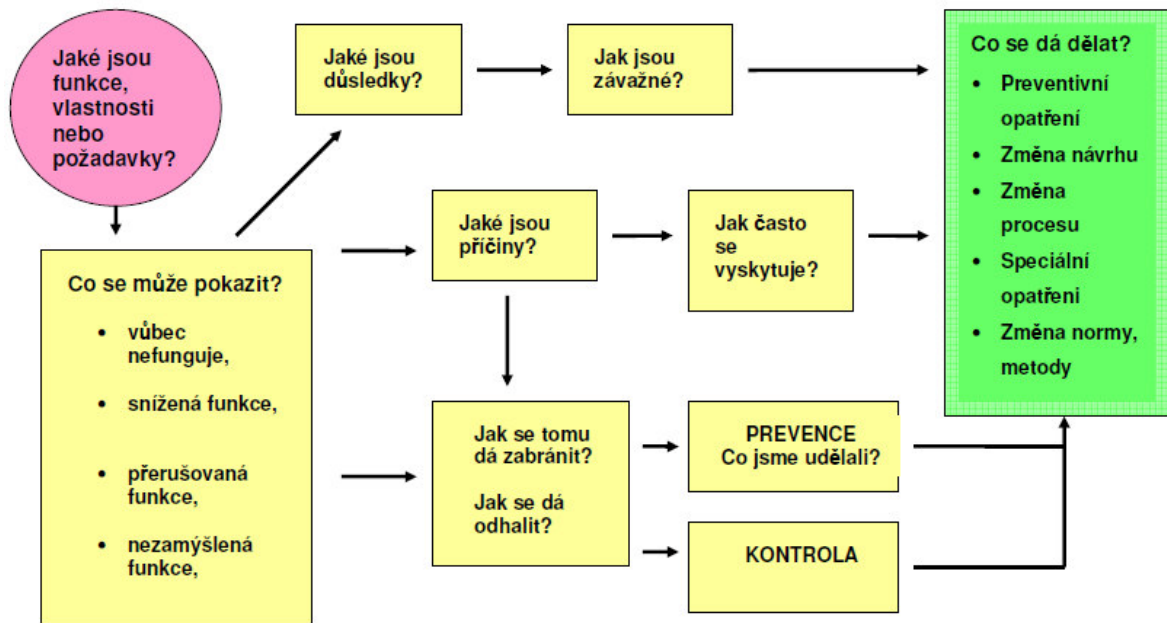 Jaké jsou
funkce,
vlastnosti
nebo
požadavky?
Jaké jsou
důsledky?
Jak jsou
závažné?
Co se dá dělat?
• Preventivní
opatření
• Změna návrhu
• Změna
procesu
• Speciální
opatřeni
• Změna normy,
metody
Jaké jsou
příčiny?
Jak často
se
vyskytuje?
Co se může pokazit?
• vůbec
nefunguje,
• snížená funkce,
• přerušovaná
funkce,
• nezamýšlená
funkce,
Jak se tomu
dá zabránit?
Jak se dá
odhalit?
PREVENCE
Co jsme udělali?
KONTROLA